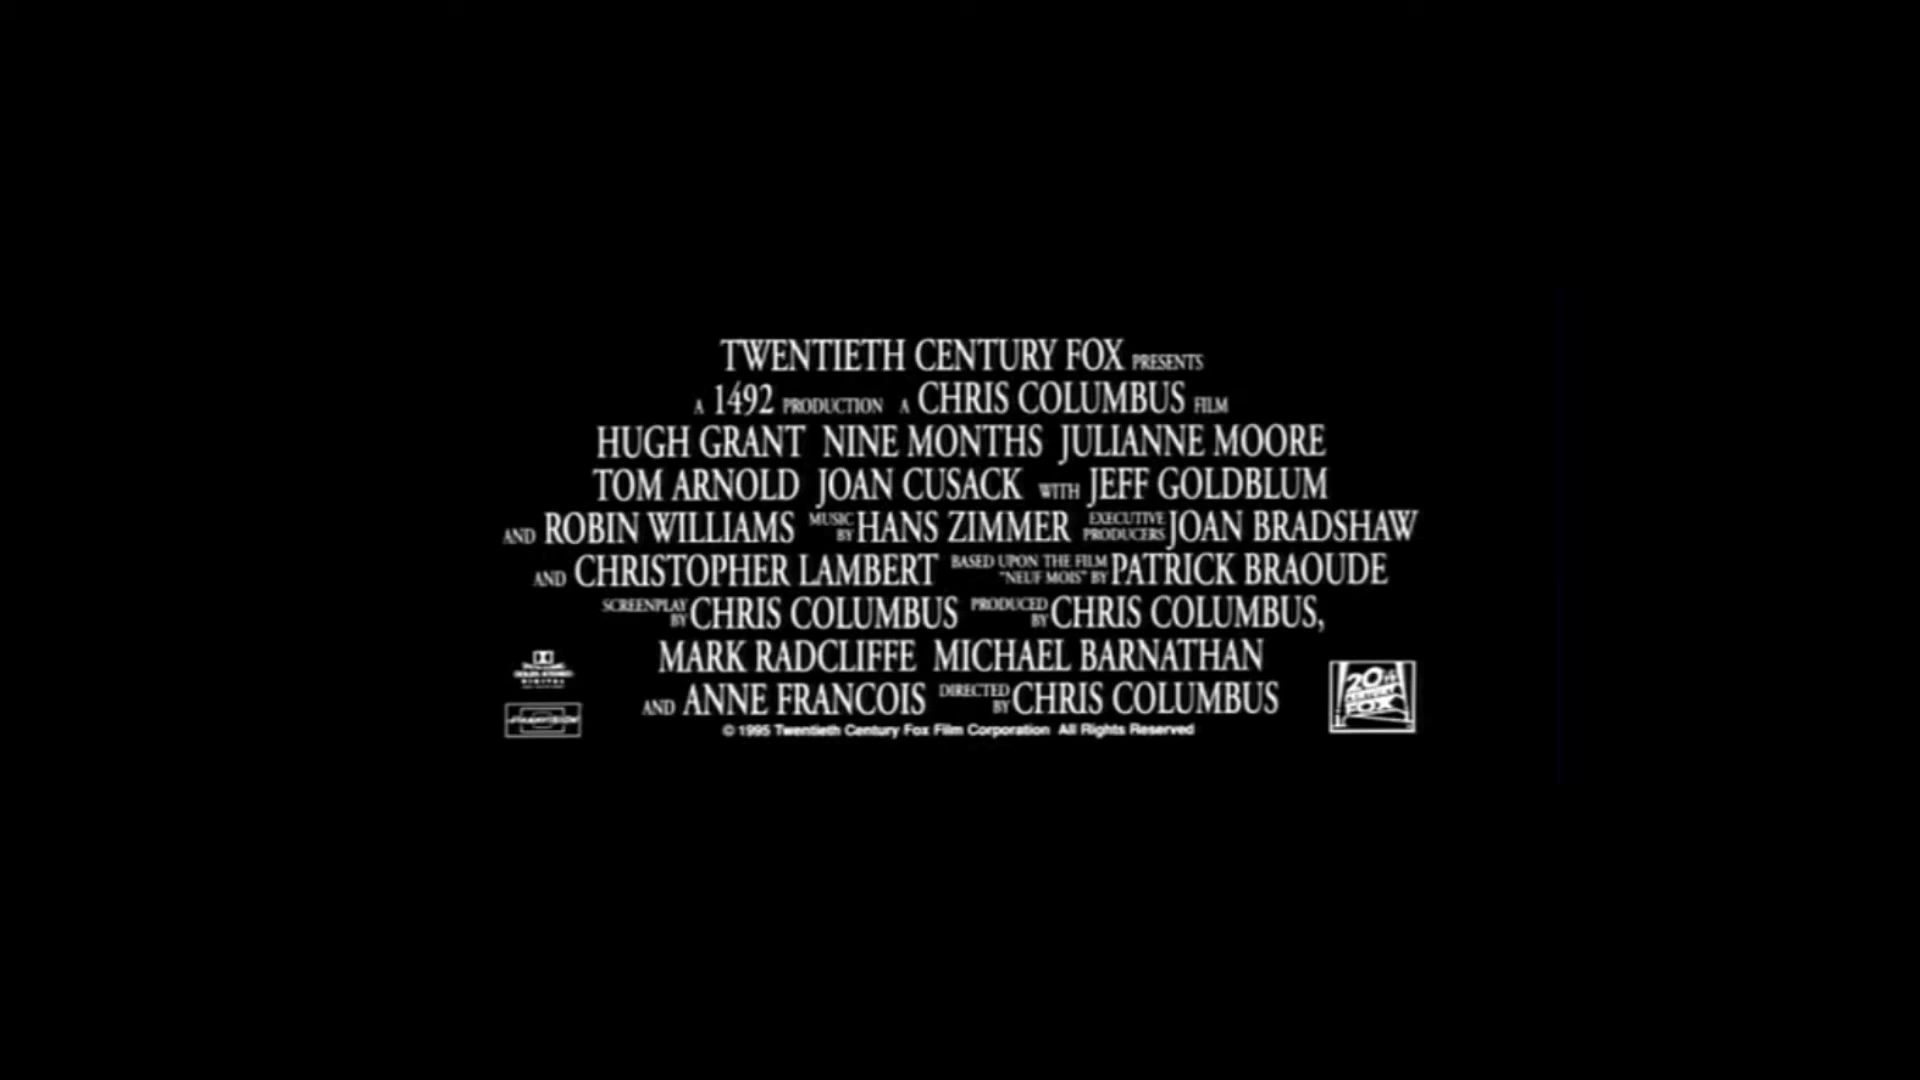 TWENTIETH CENTURY FOX PRESENTS
A 1492 PRODUCTION A CHRIS COLUMBUS FILM
HUGH GRANT NINE MONTHS JULIANNE MOORE
TOM ARNOLD JOAN CUSACK WITH JEFF GOLDBLUM
AND ROBIN WILLIAMS MUSIC BY HANS ZIMMER EXECUTIVE PRODUCERS JOAN BRADSHAW
AND CHRISTOPHER LAMBERT BASED UPON THE FILM "NEUF MOIS" BY PATRICK BRAOUDE
SCREENPLAY BY CHRIS COLUMBUS PRODUCED BY CHRIS COLUMBUS,
MARK RADCLIFFE MICHAEL BARNATHAN
AND ANNE FRANCOIS DIRECTED BY CHRIS COLUMBUS
© 1995 Twentieth Century Fox Film Corporation All Rights Reserved
DOLBY STEREO
DIGITAL
20th
CENTURY
FOX